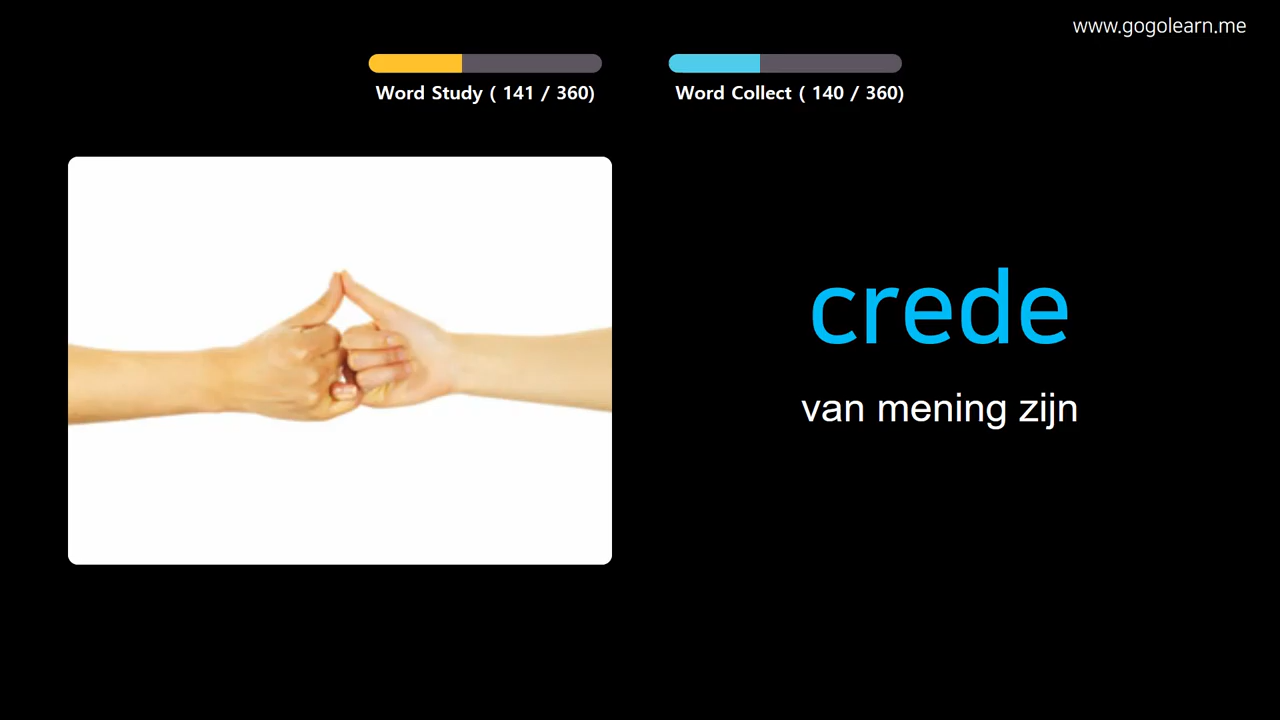 www.gogolearn.me
Word Study ( 141 / 360)
Word Collect ( 140 / 360)
crede
van mening zijn